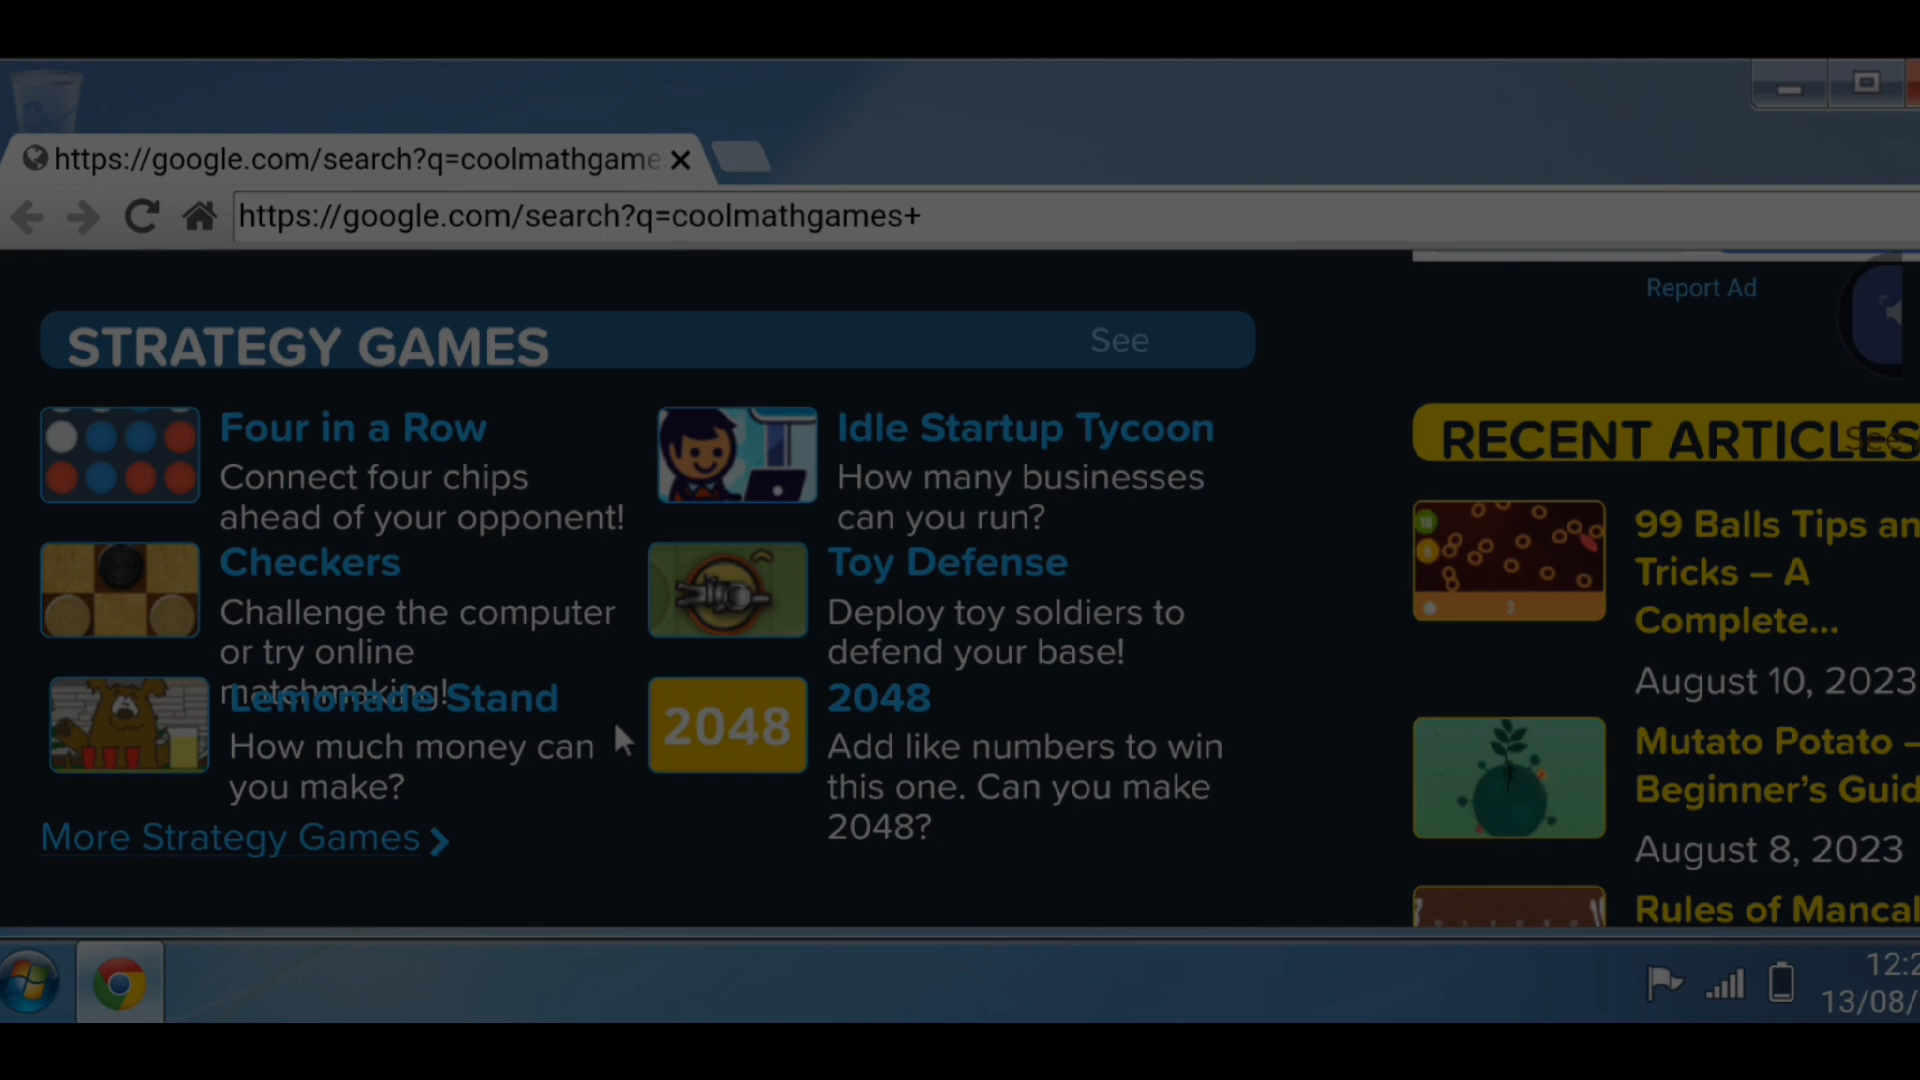 https://google.com/search?q=coolmathgame
https://google.com/search?q=coolmathgames+
Report Ad
STRATEGY GAMES
See
Four in a Row
Connect four chips
ahead of your opponent!
Idle Startup Tycoon
How many businesses
can you run?
Checkers
Challenge the computer
or try online
matchmaking!
Toy Defense
Deploy toy soldiers to
defend your base!
Lemonade Stand
How much money can
you make?
2048
2048
Add like numbers to win
this one. Can you make
2048?
More Strategy Games
RECENT ARTICLES
See
18
3
99 Balls Tips an
Tricks – A
Complete...
August 10, 2023
Mutato Potato –
Beginner's Guid
August 8, 2023
Rules of Mancal
12:2
13/08/